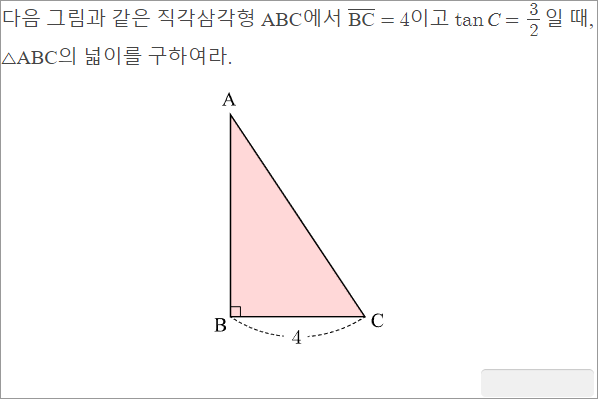 다음 그림과 같은 직각삼각형 ABC에서 $\overline{BC} = 4$이고 $\tan C = \frac{3}{2}$ 일 때,
△ABC의 넓이를 구하여라.
A
B
C
4